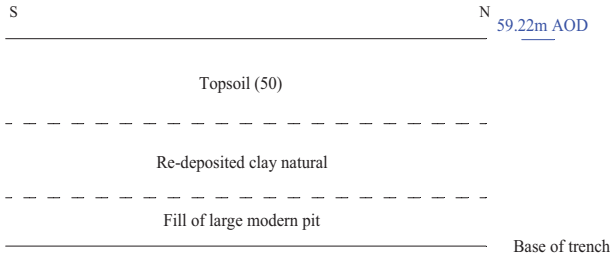 S
N
59.22m AOD
Topsoil (50)
Re-deposited clay natural
Fill of large modern pit
Base of trench